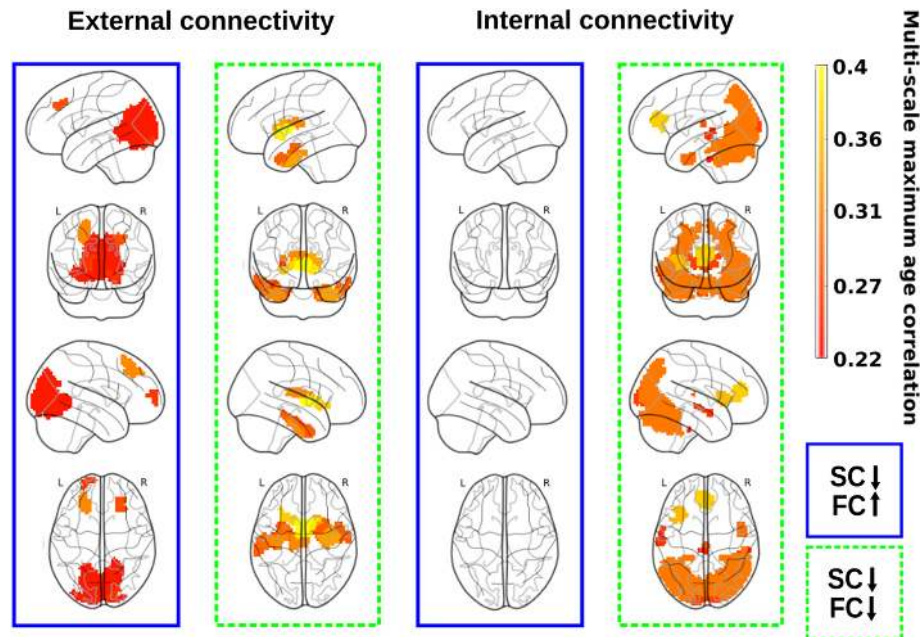 External connectivity
Internal connectivity
L R
L R
L R
L R
L R
L R
L R
L R
0.4
0.36
0.31
0.27
0.22
Multi-scale maximum age correlation
SC↓
FC↑
SC↓
FC↓